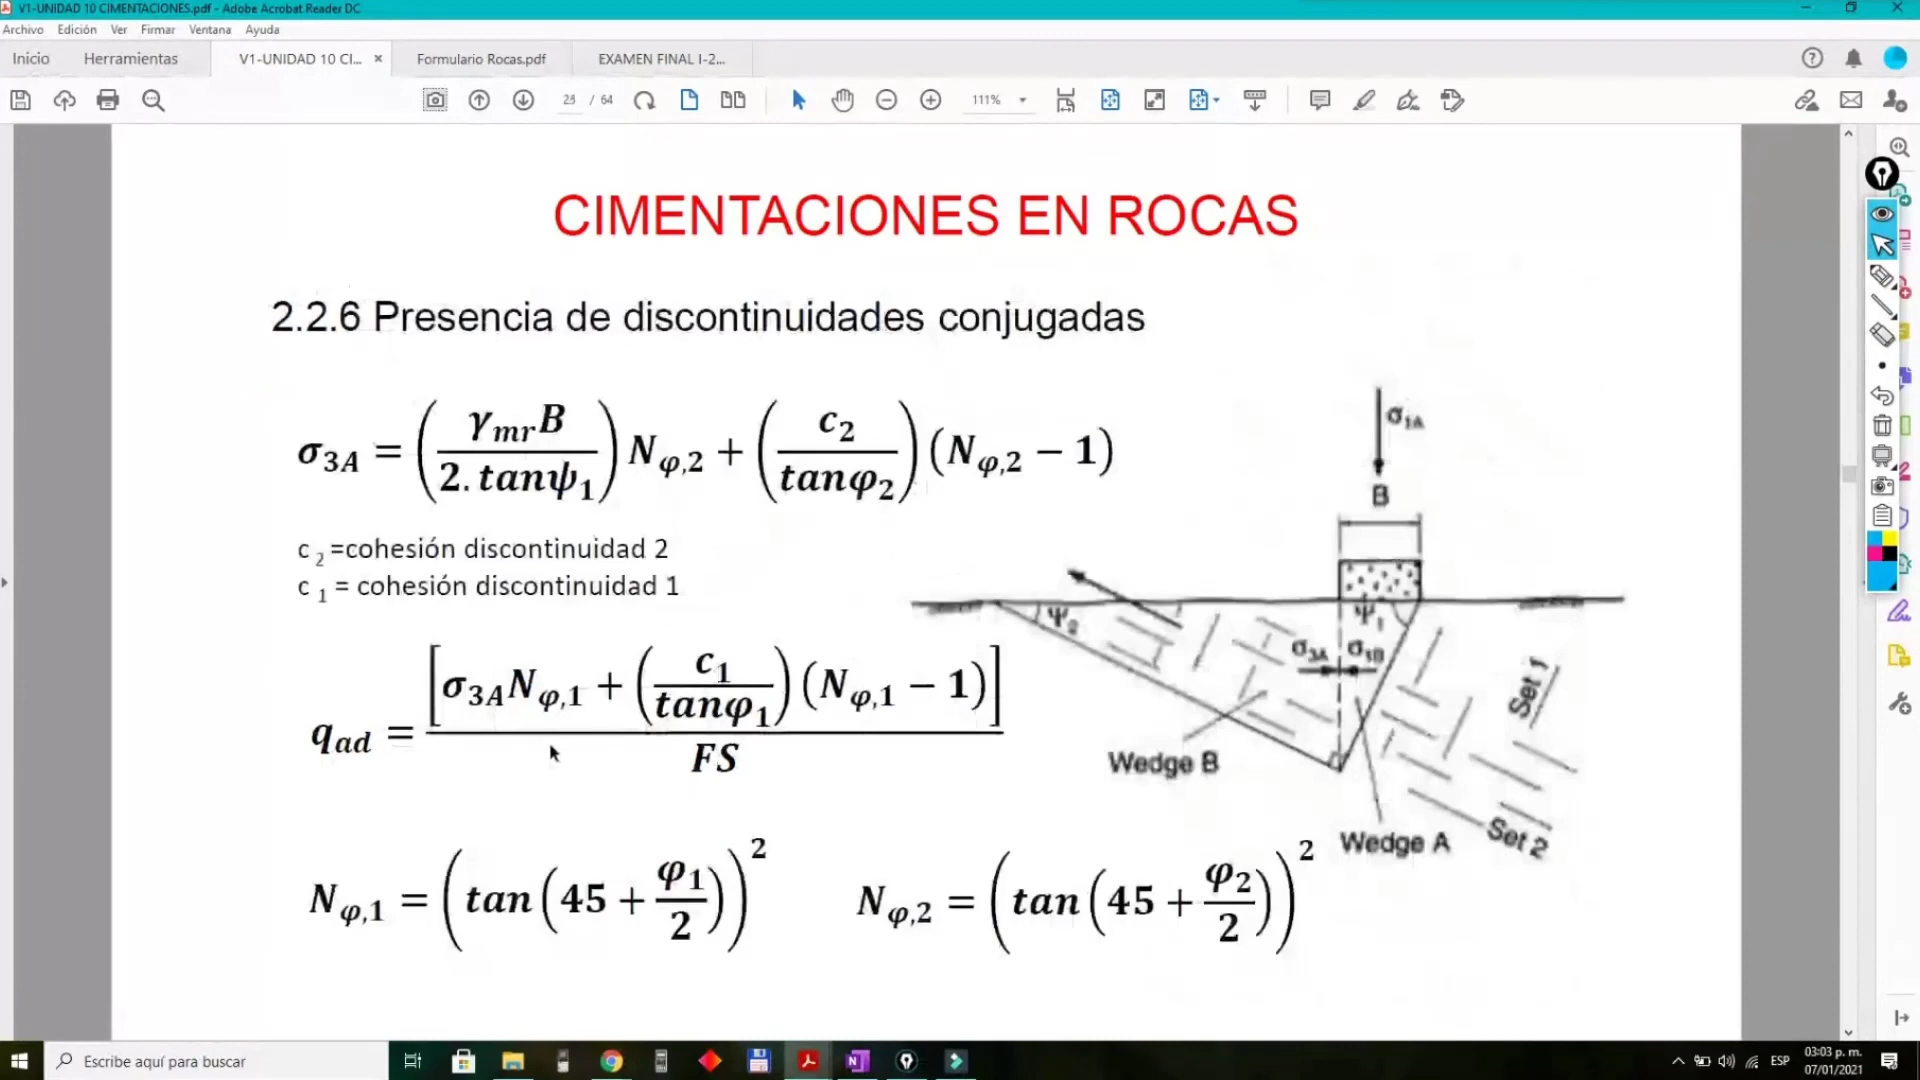 V1-UNIDAD 10 CIMENTACIONES.pdf - Adobe Acrobat Reader DC
Archivo Edición Ver Firmar Ventana Ayuda
Inicio Herramientas V1-UNIDAD 10 CI... × Formulario Rocas.pdf EXAMEN FINAL I-2...
/ 64 111%
CIMENTACIONES EN ROCAS
2.2.6 Presencia de discontinuidades conjugadas
σ₃A = (γmr B / 2. tanψ₁) Nφ,₂ + (c₂ / tanφ₂) (Nφ,₂ − 1)
c ₂ =cohesión discontinuidad 2
c ₁ = cohesión discontinuidad 1
qad = [σ₃A Nφ,₁ + (c₁ / tanφ₁) (Nφ,₁ − 1)] / FS
Nφ,₁ = (tan (45 + φ₁ / 2))²
Nφ,₂ = (tan (45 + φ₂ / 2))²
σ₁A
B
Ψ₂ Ψ₁
σ₃A σ₁B
Set 1
Wedge B
Set 2
Wedge A
Escribe aquí para buscar
ESP
03:03 p. m.
07/01/2021